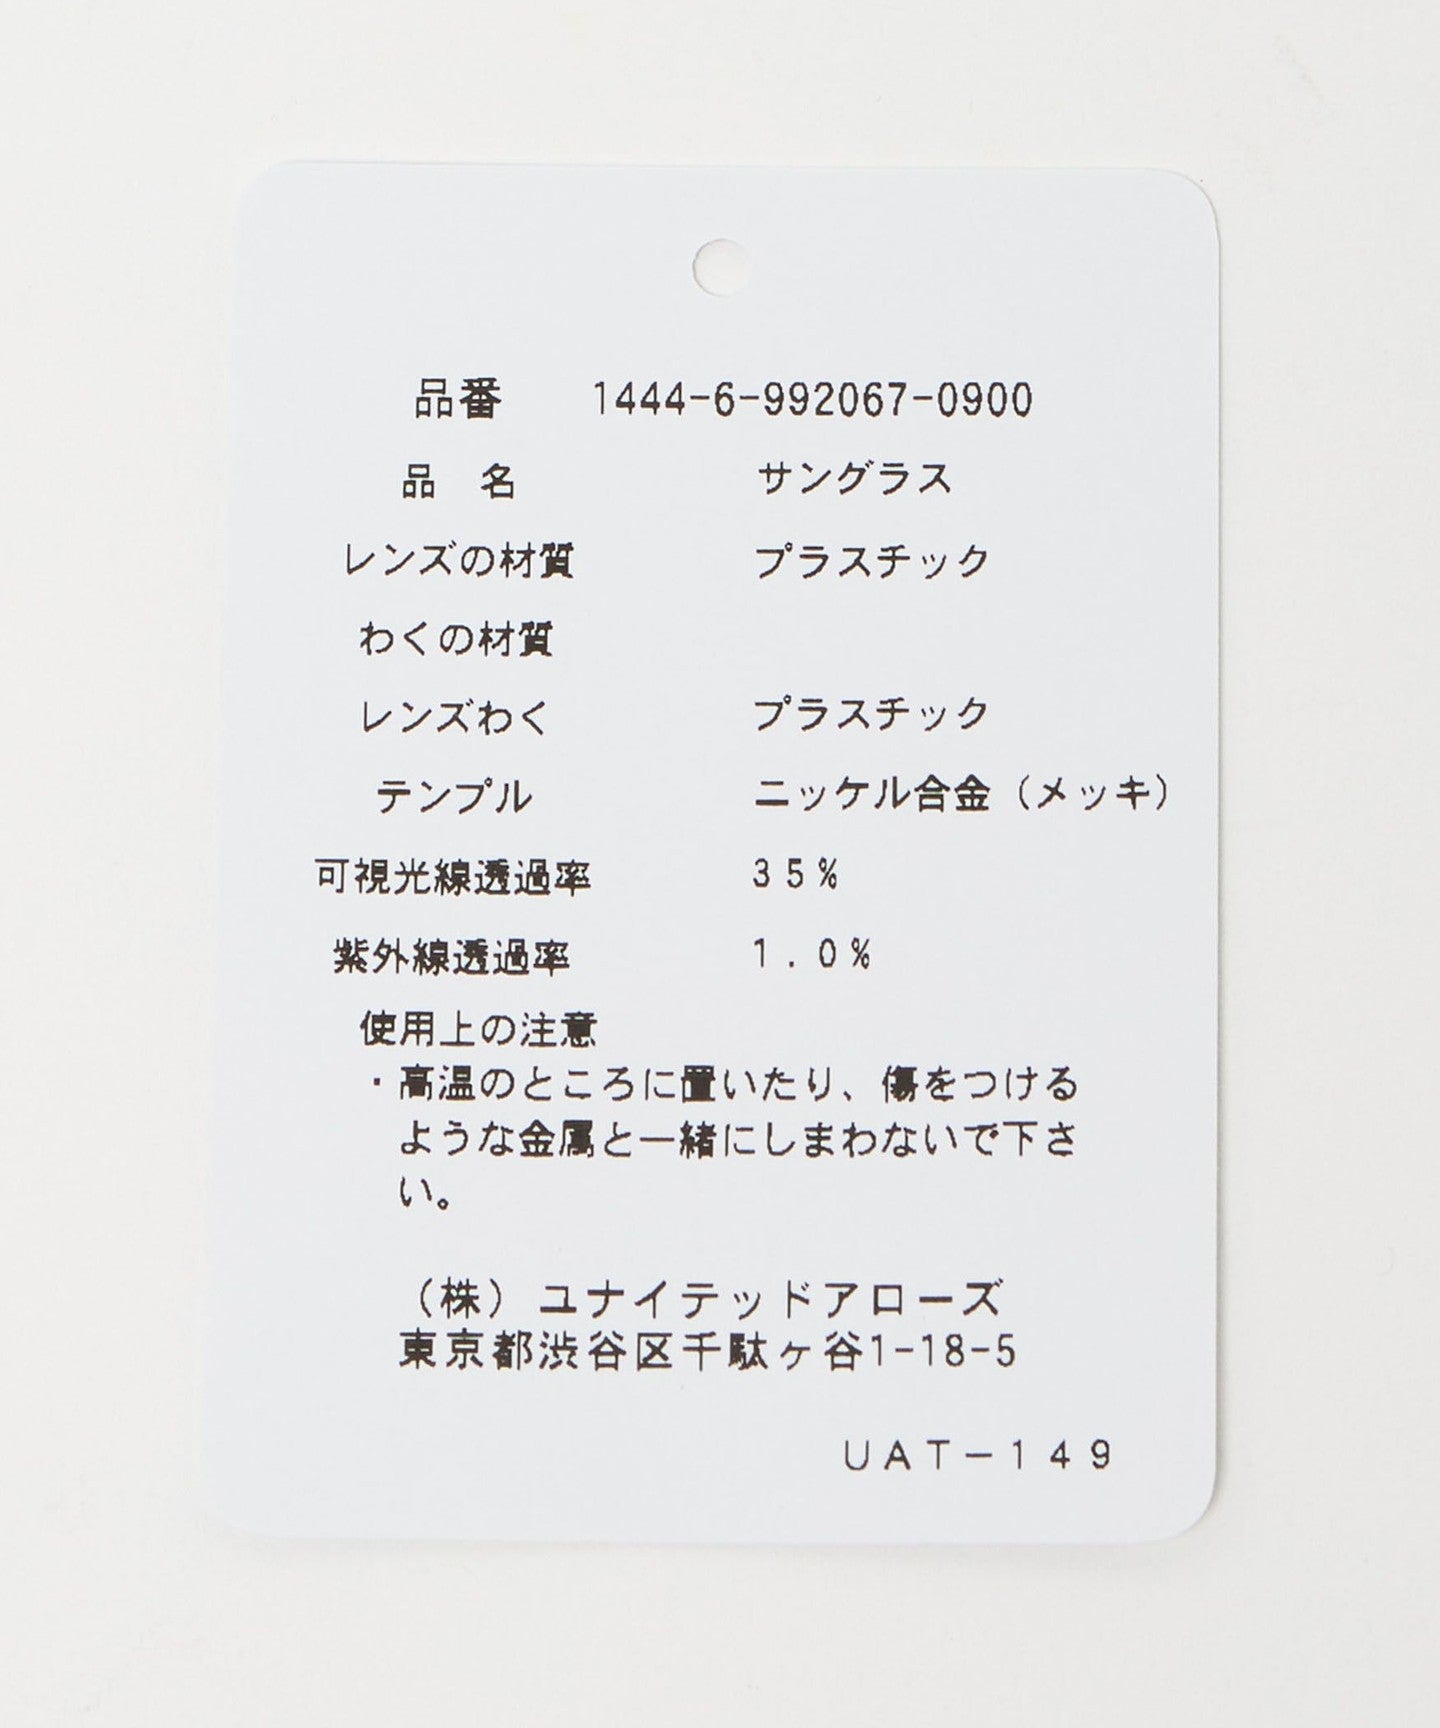 品番 1444-6-992067-0900
品 名 サングラス
レンズの材質 プラスチック
わくの材質
レンズわく プラスチック
テンプル ニッケル合金（メッキ）
可視光線透過率 35%
紫外線透過率 1.0%
使用上の注意
・高温のところに置いたり、傷をつける
ような金属と一緒にしまわないで下さ
い。
（株）ユナイテッドアローズ
東京都渋谷区千駄ヶ谷1-18-5
UAT－149